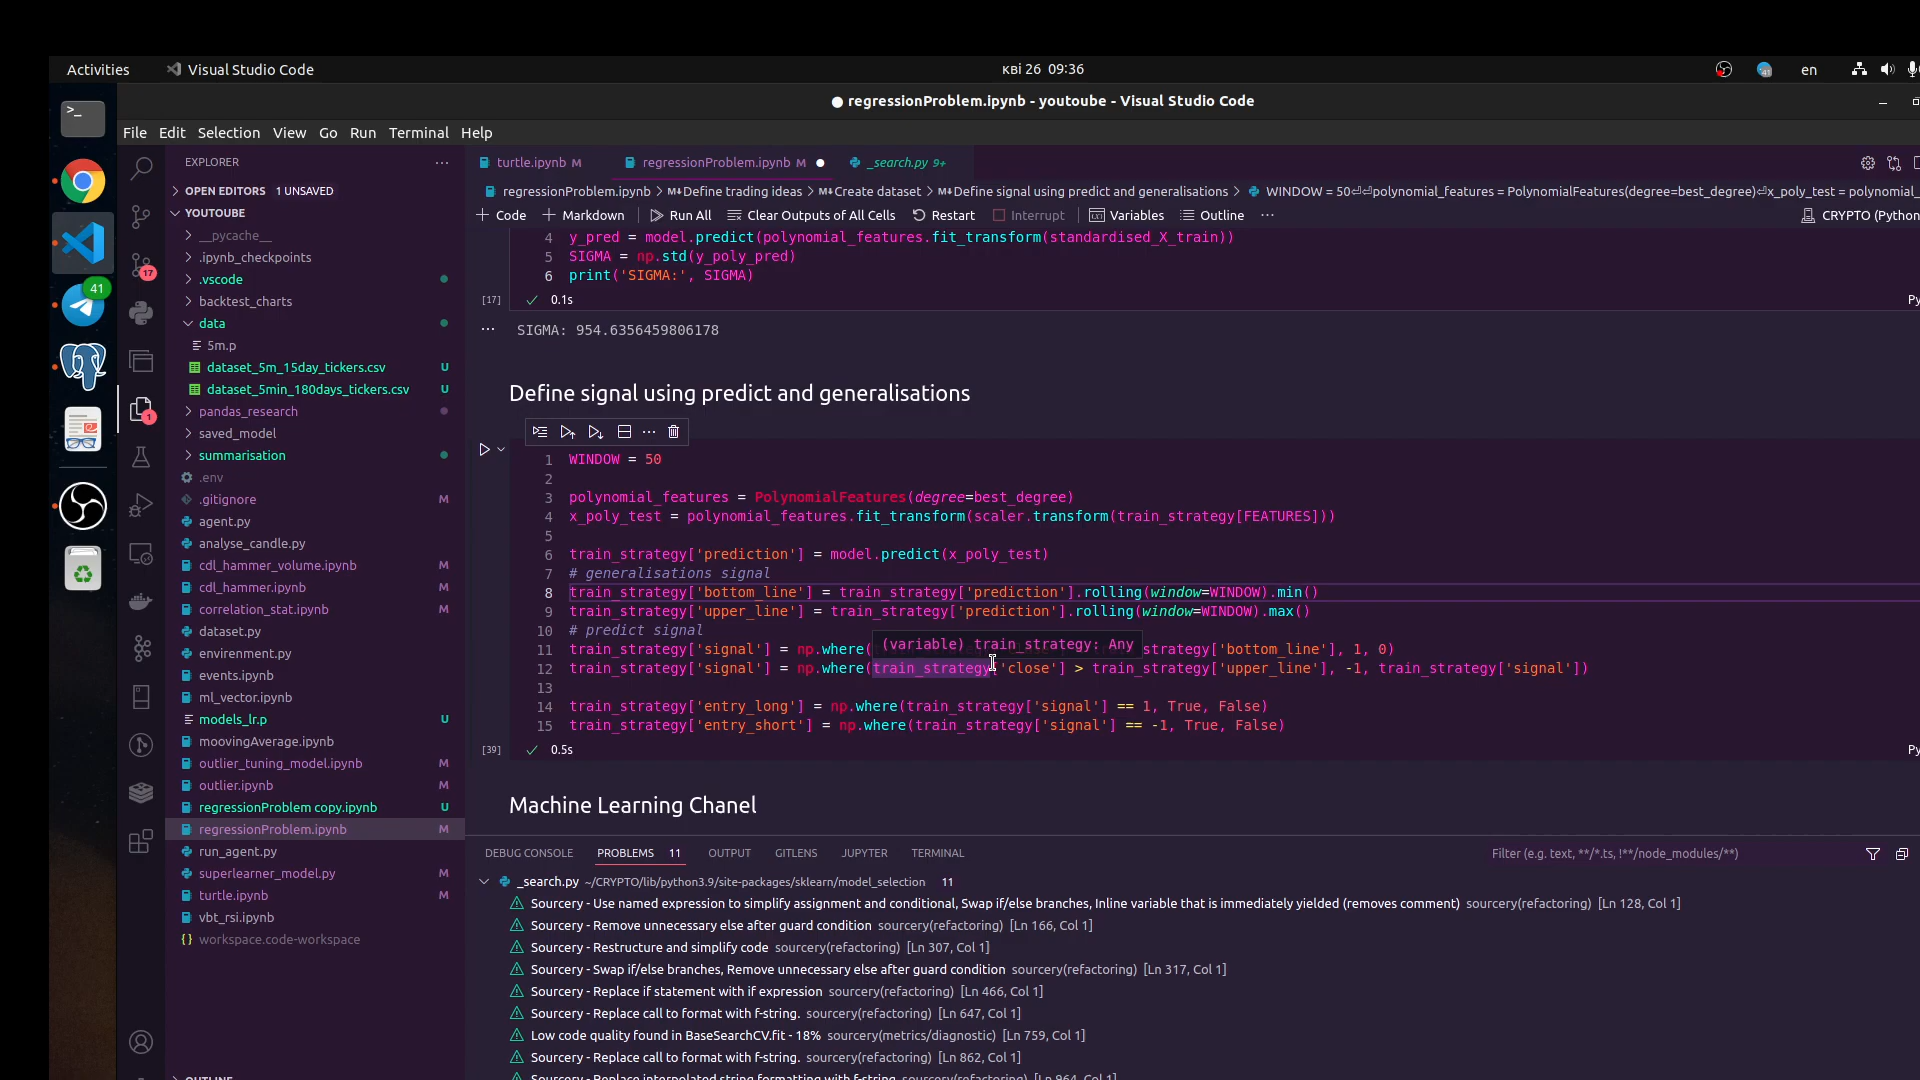 Activities Visual Studio Code кві 26 09:36 en
regressionProblem.ipynb - youtoube - Visual Studio Code
File Edit Selection View Go Run Terminal Help
EXPLORER
OPEN EDITORS 1 UNSAVED
YOUTUBE
__pycache__
.ipynb_checkpoints
.vscode
backtest_charts
data
5m.p
dataset_5m_15day_tickers.csv U
dataset_5min_180days_tickers.csv U
pandas_research
saved_model
summarisation
.env
.gitignore M
agent.py
analyse_candle.py
cdl_hammer_volume.ipynb M
cdl_hammer.ipynb M
correlation_stat.ipynb M
dataset.py
envirenment.py
events.ipynb
ml_vector.ipynb
models_lr.p U
moovingAverage.ipynb
outlier_tuning_model.ipynb M
outlier.ipynb M
regressionProblem copy.ipynb U
regressionProblem.ipynb M
run_agent.py
superlearner_model.py M
turtle.ipynb M
vbt_rsi.ipynb
workspace.code-workspace
41
17
1
turtle.ipynb M regressionProblem.ipynb M _search.py 9+
regressionProblem.ipynb > M↓Define trading ideas > M↓Create dataset > M↓Define signal using predict and generalisations > WINDOW = 50⏎⏎polynomial_features = PolynomialFeatures(degree=best_degree)⏎x_poly_test = polynomial_
+ Code + Markdown Run All Clear Outputs of All Cells Restart Interrupt Variables Outline ... CRYPTO (Python
4 y_pred = model.predict(polynomial_features.fit_transform(standardised_X_train))
5 SIGMA = np.std(y_poly_pred)
6 print('SIGMA:', SIGMA)
[17] 0.1s Py
... SIGMA: 954.6356459806178
Define signal using predict and generalisations
1 WINDOW = 50
2
3 polynomial_features = PolynomialFeatures(degree=best_degree)
4 x_poly_test = polynomial_features.fit_transform(scaler.transform(train_strategy[FEATURES]))
5
6 train_strategy['prediction'] = model.predict(x_poly_test)
7 # generalisations signal
8 train_strategy['bottom_line'] = train_strategy['prediction'].rolling(window=WINDOW).min()
9 train_strategy['upper_line'] = train_strategy['prediction'].rolling(window=WINDOW).max()
10 # predict signal
(variable) train_strategy: Any
11 train_strategy['signal'] = np.where( strategy['bottom_line'], 1, 0)
12 train_strategy['signal'] = np.where(train_strategy['close'] > train_strategy['upper_line'], -1, train_strategy['signal'])
13
14 train_strategy['entry_long'] = np.where(train_strategy['signal'] == 1, True, False)
15 train_strategy['entry_short'] = np.where(train_strategy['signal'] == -1, True, False)
[39] 0.5s Py
Machine Learning Chanel
DEBUG CONSOLE PROBLEMS 11 OUTPUT GITLENS JUPYTER TERMINAL Filter (e.g. text, **/*.ts, !**/node_modules/**)
_search.py ~/CRYPTO/lib/python3.9/site-packages/sklearn/model_selection 11
Sourcery - Use named expression to simplify assignment and conditional, Swap if/else branches, Inline variable that is immediately yielded (removes comment) sourcery(refactoring) [Ln 128, Col 1]
Sourcery - Remove unnecessary else after guard condition sourcery(refactoring) [Ln 166, Col 1]
Sourcery - Restructure and simplify code sourcery(refactoring) [Ln 307, Col 1]
Sourcery - Swap if/else branches, Remove unnecessary else after guard condition sourcery(refactoring) [Ln 317, Col 1]
Sourcery - Replace if statement with if expression sourcery(refactoring) [Ln 466, Col 1]
Sourcery - Replace call to format with f-string. sourcery(refactoring) [Ln 647, Col 1]
Low code quality found in BaseSearchCV.fit - 18% sourcery(metrics/diagnostic) [Ln 759, Col 1]
Sourcery - Replace call to format with f-string. sourcery(refactoring) [Ln 862, Col 1]
Sourcery - Replace interpolated string formatting with f-string sourcery(refactoring) [Ln 964, Col 1]
OUTLINE